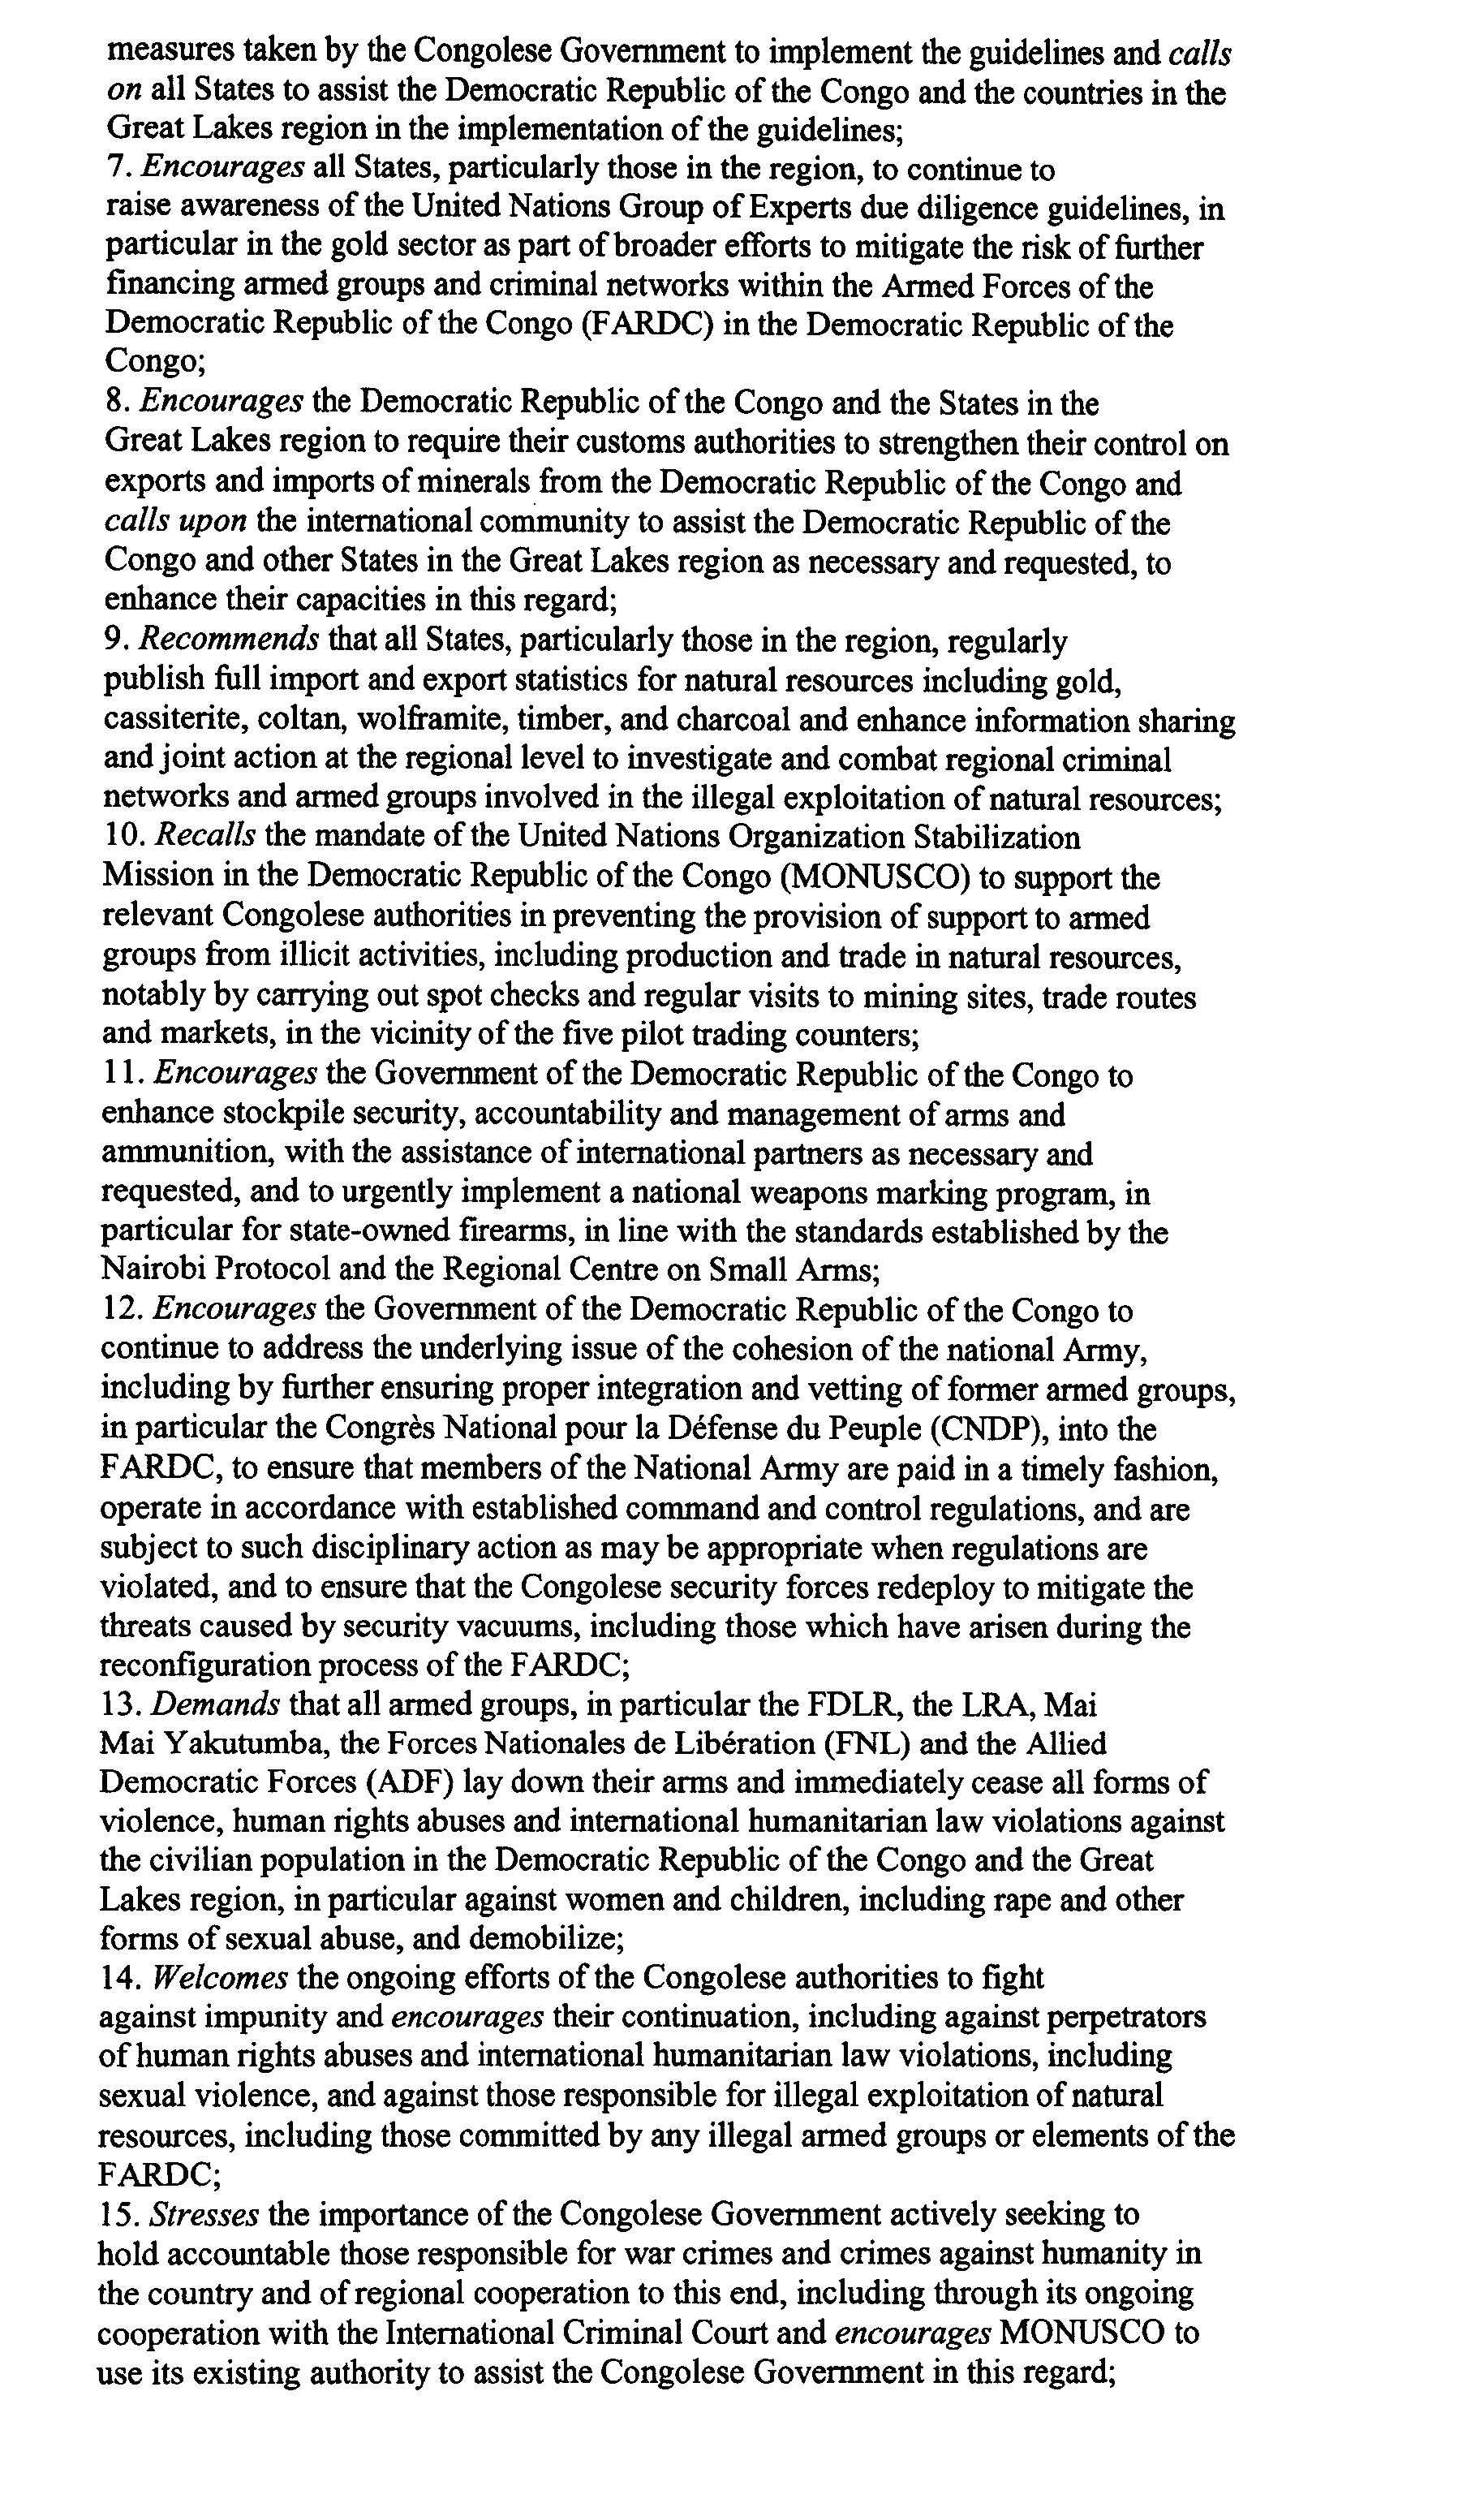 measures taken by the Congolese Government to implement the guidelines and calls
on all States to assist the Democratic Republic of the Congo and the countries in the
Great Lakes region in the implementation of the guidelines;
7. Encourages all States, particularly those in the region, to continue to
raise awareness of the United Nations Group of Experts due diligence guidelines, in
particular in the gold sector as part of broader efforts to mitigate the risk of further
financing armed groups and criminal networks within the Armed Forces of the
Democratic Republic of the Congo (FARDC) in the Democratic Republic of the
Congo;
8. Encourages the Democratic Republic of the Congo and the States in the
Great Lakes region to require their customs authorities to strengthen their control on
exports and imports of minerals from the Democratic Republic of the Congo and
calls upon the international community to assist the Democratic Republic of the
Congo and other States in the Great Lakes region as necessary and requested, to
enhance their capacities in this regard;
9. Recommends that all States, particularly those in the region, regularly
publish full import and export statistics for natural resources including gold,
cassiterite, coltan, wolframite, timber, and charcoal and enhance information sharing
and joint action at the regional level to investigate and combat regional criminal
networks and armed groups involved in the illegal exploitation of natural resources;
10. Recalls the mandate of the United Nations Organization Stabilization
Mission in the Democratic Republic of the Congo (MONUSCO) to support the
relevant Congolese authorities in preventing the provision of support to armed
groups from illicit activities, including production and trade in natural resources,
notably by carrying out spot checks and regular visits to mining sites, trade routes
and markets, in the vicinity of the five pilot trading counters;
11. Encourages the Government of the Democratic Republic of the Congo to
enhance stockpile security, accountability and management of arms and
ammunition, with the assistance of international partners as necessary and
requested, and to urgently implement a national weapons marking program, in
particular for state-owned firearms, in line with the standards established by the
Nairobi Protocol and the Regional Centre on Small Arms;
12. Encourages the Government of the Democratic Republic of the Congo to
continue to address the underlying issue of the cohesion of the national Army,
including by further ensuring proper integration and vetting of former armed groups,
in particular the Congrès National pour la Défense du Peuple (CNDP), into the
FARDC, to ensure that members of the National Army are paid in a timely fashion,
operate in accordance with established command and control regulations, and are
subject to such disciplinary action as may be appropriate when regulations are
violated, and to ensure that the Congolese security forces redeploy to mitigate the
threats caused by security vacuums, including those which have arisen during the
reconfiguration process of the FARDC;
13. Demands that all armed groups, in particular the FDLR, the LRA, Mai
Mai Yakutumba, the Forces Nationales de Libération (FNL) and the Allied
Democratic Forces (ADF) lay down their arms and immediately cease all forms of
violence, human rights abuses and international humanitarian law violations against
the civilian population in the Democratic Republic of the Congo and the Great
Lakes region, in particular against women and children, including rape and other
forms of sexual abuse, and demobilize;
14. Welcomes the ongoing efforts of the Congolese authorities to fight
against impunity and encourages their continuation, including against perpetrators
of human rights abuses and international humanitarian law violations, including
sexual violence, and against those responsible for illegal exploitation of natural
resources, including those committed by any illegal armed groups or elements of the
FARDC;
15. Stresses the importance of the Congolese Government actively seeking to
hold accountable those responsible for war crimes and crimes against humanity in
the country and of regional cooperation to this end, including through its ongoing
cooperation with the International Criminal Court and encourages MONUSCO to
use its existing authority to assist the Congolese Government in this regard;